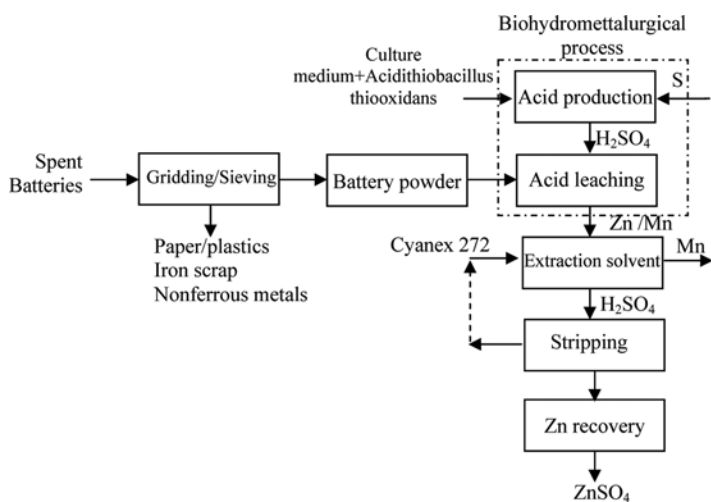 Biohydromettalurgical
process
Culture
medium+Acidithiobacillus
thiooxidans
Acid production
S
H₂SO₄
Spent
Batteries
Gridding/Sieving
Battery powder
Acid leaching
Paper/plastics
Iron scrap
Nonferrous metals
Zn /Mn
Cyanex 272
Extraction solvent
Mn
H₂SO₄
Stripping
Zn recovery
ZnSO₄